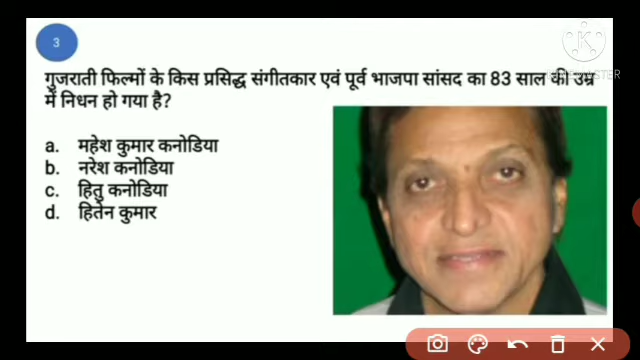 3
गुजराती फिल्मों के किस प्रसिद्ध संगीतकार एवं पूर्व भाजपा सांसद का 83 साल की उम्र
में निधन हो गया है?
a. महेश कुमार कनोडिया
b. नरेश कनोडिया
c. हितु कनोडिया
d. हितेन कुमार